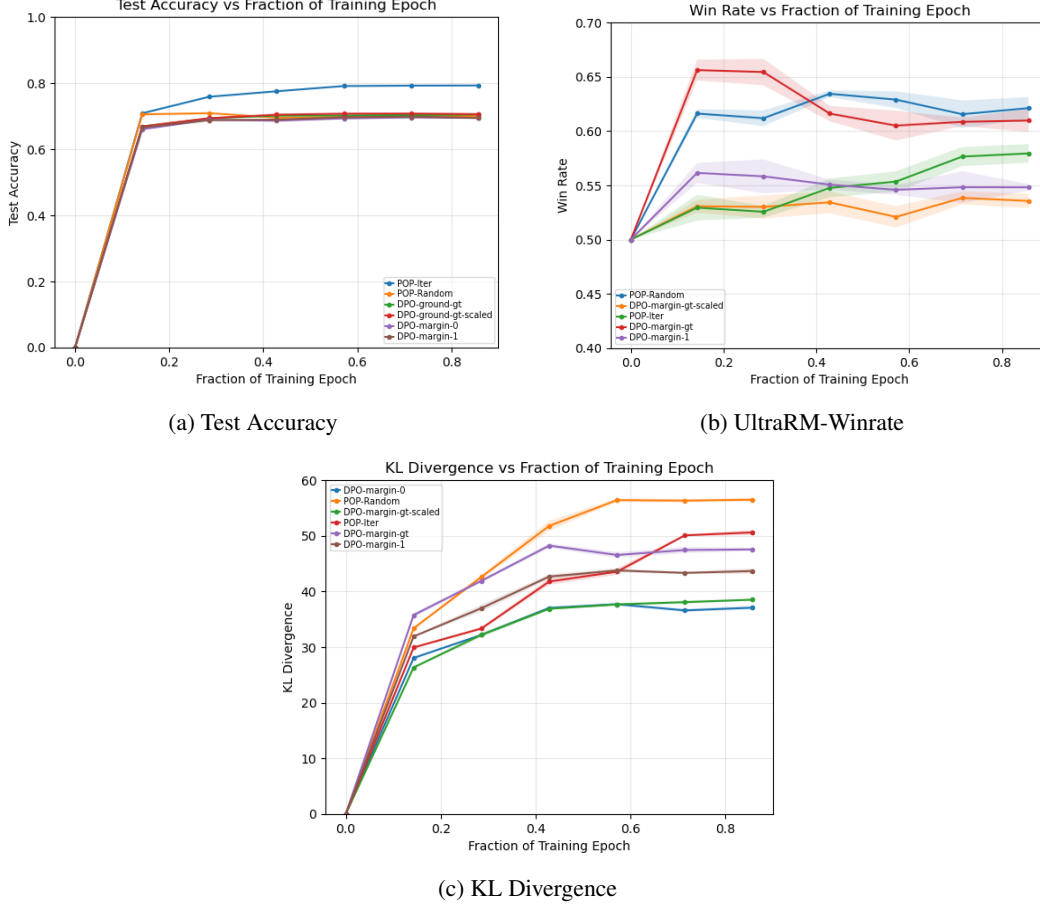 Test Accuracy vs Fraction of Training Epoch
1.0
0.8
0.6
0.4
0.2
0.0
Test Accuracy
POP-Iter
POP-Random
DPO-ground-gt
DPO-ground-gt-scaled
DPO-margin-0
DPO-margin-1
0.0 0.2 0.4 0.6 0.8
Fraction of Training Epoch
(a) Test Accuracy
Win Rate vs Fraction of Training Epoch
0.70
0.65
0.60
0.55
0.50
0.45
0.40
Win Rate
POP-Random
DPO-margin-gt-scaled
POP-Iter
DPO-margin-gt
DPO-margin-1
0.0 0.2 0.4 0.6 0.8
Fraction of Training Epoch
(b) UltraRM-Winrate
KL Divergence vs Fraction of Training Epoch
60
50
40
30
20
10
0
KL Divergence
DPO-margin-0
POP-Random
DPO-margin-gt-scaled
POP-Iter
DPO-margin-gt
DPO-margin-1
0.0 0.2 0.4 0.6 0.8
Fraction of Training Epoch
(c) KL Divergence